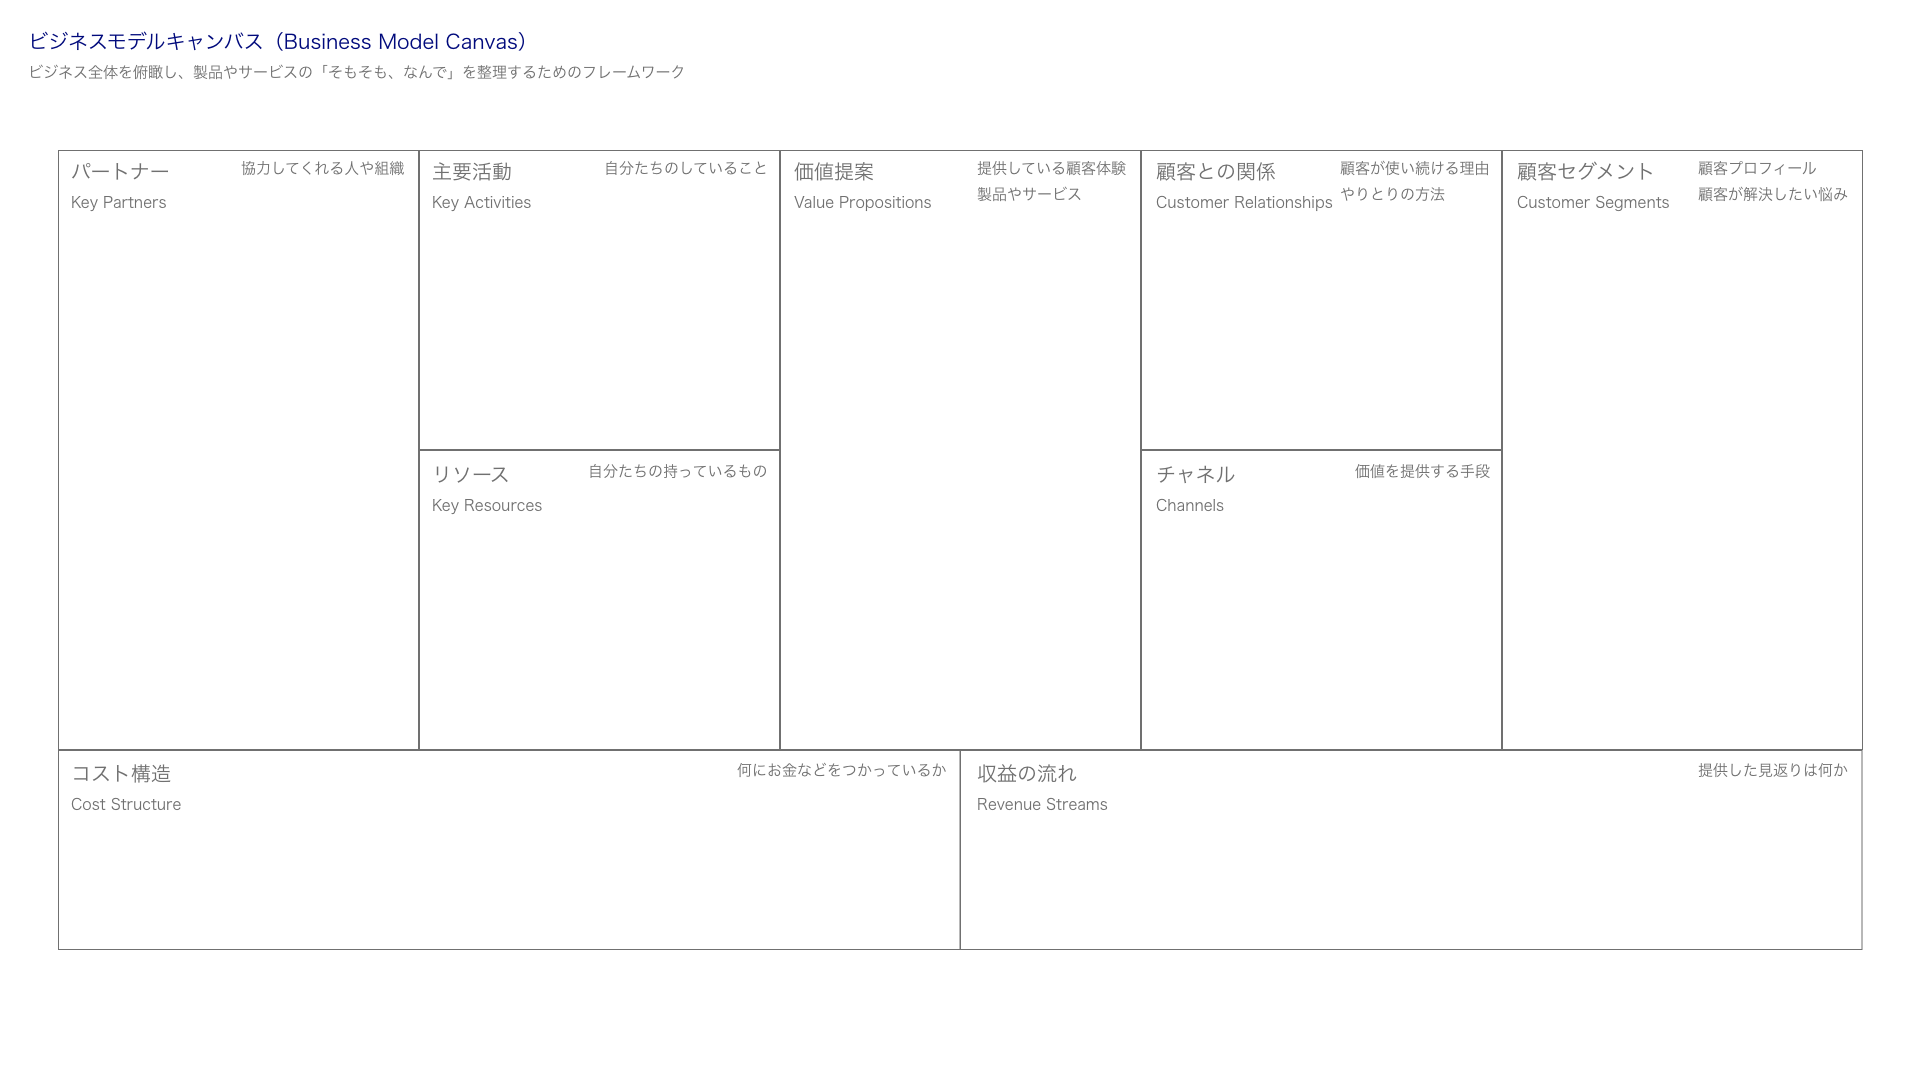 ビジネスモデルキャンバス（Business Model Canvas）
ビジネス全体を俯瞰し、製品やサービスの「そもそも、なんで」を整理するためのフレームワーク
パートナー
協力してくれる人や組織
Key Partners
主要活動
自分たちのしていること
Key Activities
リソース
自分たちの持っているもの
Key Resources
価値提案
提供している顧客体験
製品やサービス
Value Propositions
顧客との関係
顧客が使い続ける理由
やりとりの方法
Customer Relationships
チャネル
価値を提供する手段
Channels
顧客セグメント
顧客プロフィール
顧客が解決したい悩み
Customer Segments
コスト構造
何にお金などをつかっているか
Cost Structure
収益の流れ
提供した見返りは何か
Revenue Streams